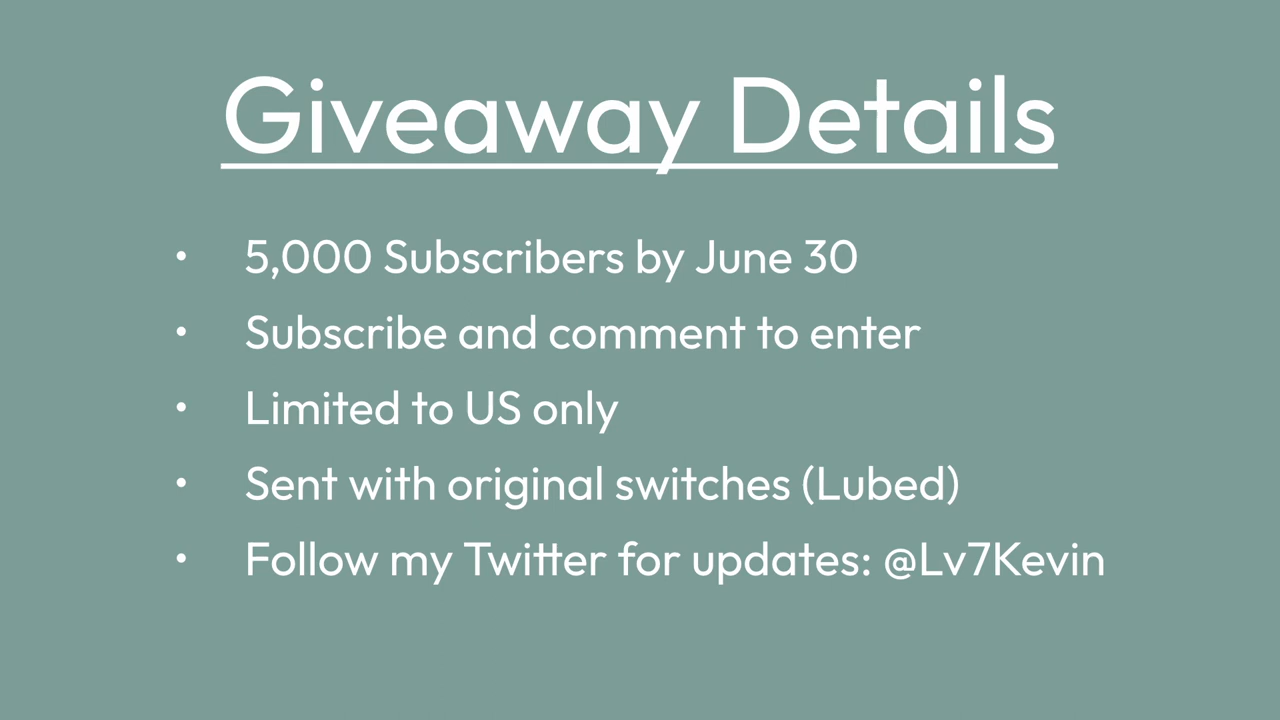 Giveaway Details
• 5,000 Subscribers by June 30
• Subscribe and comment to enter
• Limited to US only
• Sent with original switches (Lubed)
• Follow my Twitter for updates: @Lv7Kevin